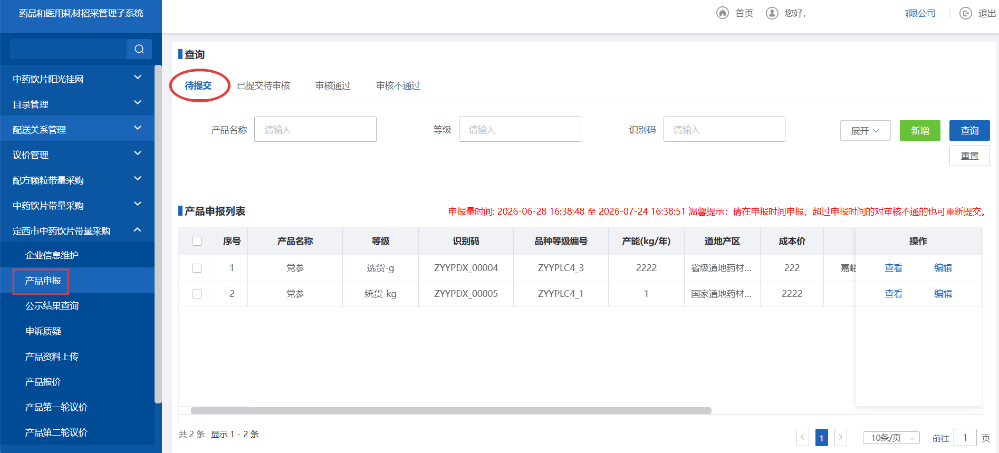 药品和医用耗材招采管理子系统
首页 您好, 有限公司 退出
中药饮片阳光挂网
目录管理
配送关系管理
议价管理
配方颗粒带量采购
中药饮片带量采购
定西市中药饮片带量采购
企业信息维护
产品申报
公示结果查询
申诉质疑
产品资料上传
产品报价
产品第一轮议价
产品第二轮议价
查询
待提交 已提交待审核 审核通过 审核不通过
产品名称 请输入 等级 请输入 识别码 请输入 展开 新增 查询
重置
产品申报列表 申报量时间: 2026-06-28 16:38:48 至 2026-07-24 16:38:51 温馨提示：请在申报时间申报，超过申报时间的对审核不通的也可重新提交。
序号 产品名称 等级 识别码 品种等级编号 产能(kg/年) 道地产区 成本价 操作
1 党参 选货-g ZYYPDX_00004 ZYYPLC4_3 2222 省级道地药材... 222 嘉峪 查看 编辑
2 党参 统货-kg ZYYPDX_00005 ZYYPLC4_1 1 国家道地药材... 2222 查看 编辑
共 2 条 显示 1 - 2 条 1 10条/页 前往 1 页